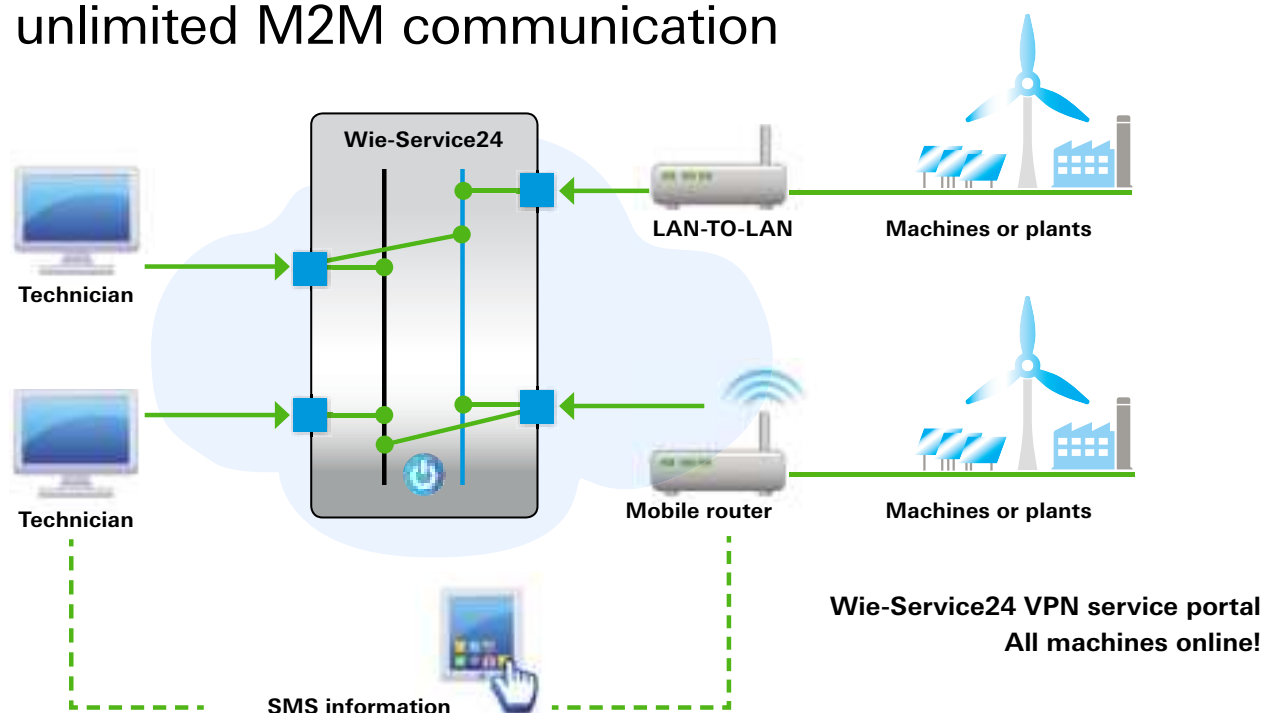 unlimited M2M communication
Wie-Service24
LAN-TO-LAN
Machines or plants
Technician
Technician
Mobile router
Machines or plants
Wie-Service24 VPN service portal
All machines online!
SMS information